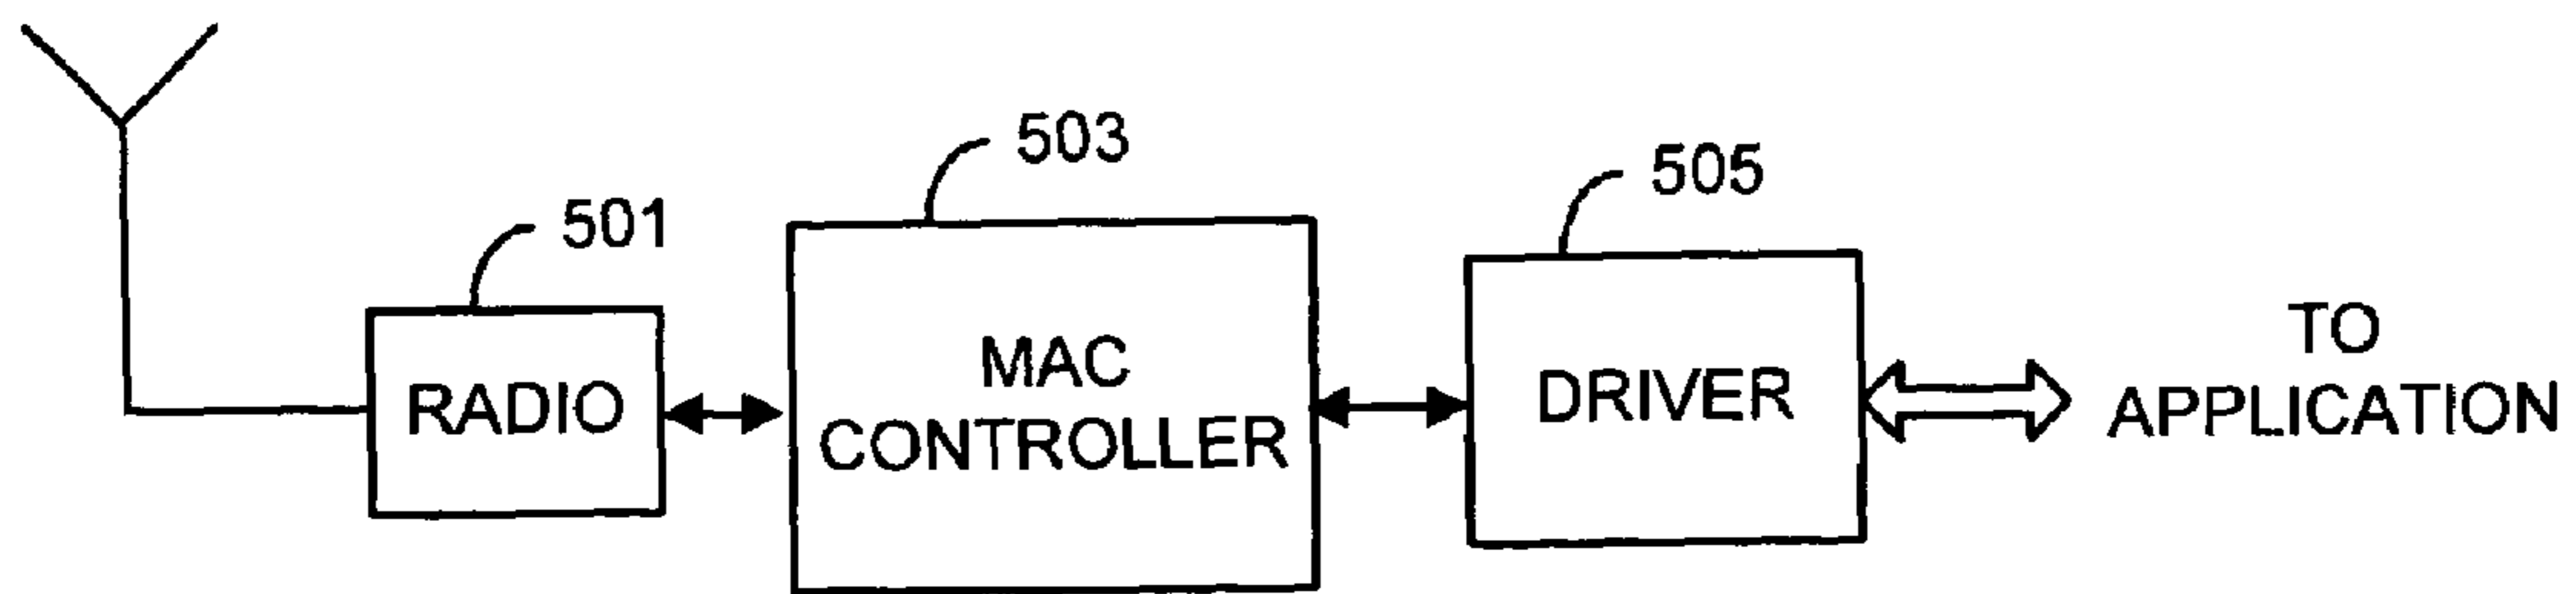 501
503
505
RADIO
MAC
CONTROLLER
DRIVER
TO
APPLICATION